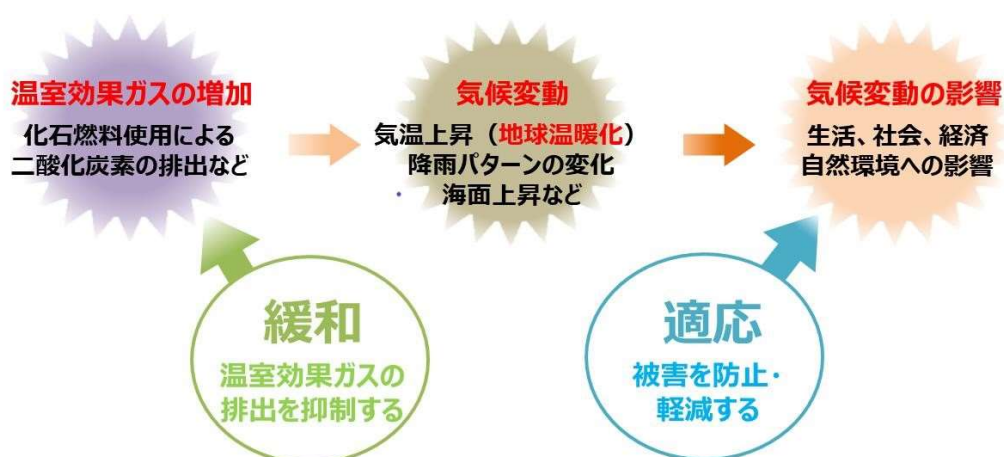 温室効果ガスの増加
化石燃料使用による
二酸化炭素の排出など
気候変動
気温上昇（地球温暖化）
降雨パターンの変化
海面上昇など
気候変動の影響
生活、社会、経済
自然環境への影響
緩和
温室効果ガスの
排出を抑制する
適応
被害を防止・
軽減する